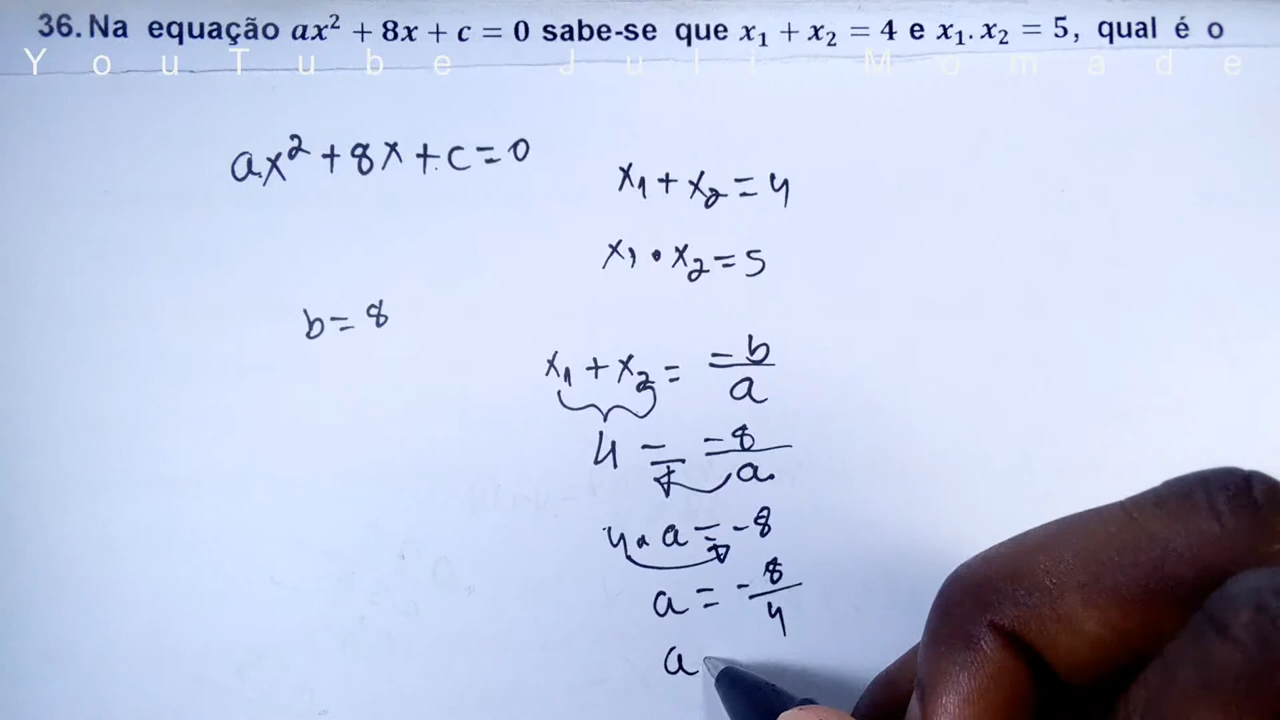 36. Na equação ax² + 8x + c = 0 sabe-se que x₁ + x₂ = 4 e x₁. x₂ = 5, qual é o
YouTube Juli Momade
ax² + 8x + c = 0
x₁ + x₂ = 4
x₁ • x₂ = 5
b = 8
x₁ + x₂ = -b/a
4 = -8/a
4 • a = -8
a = -8/4
a